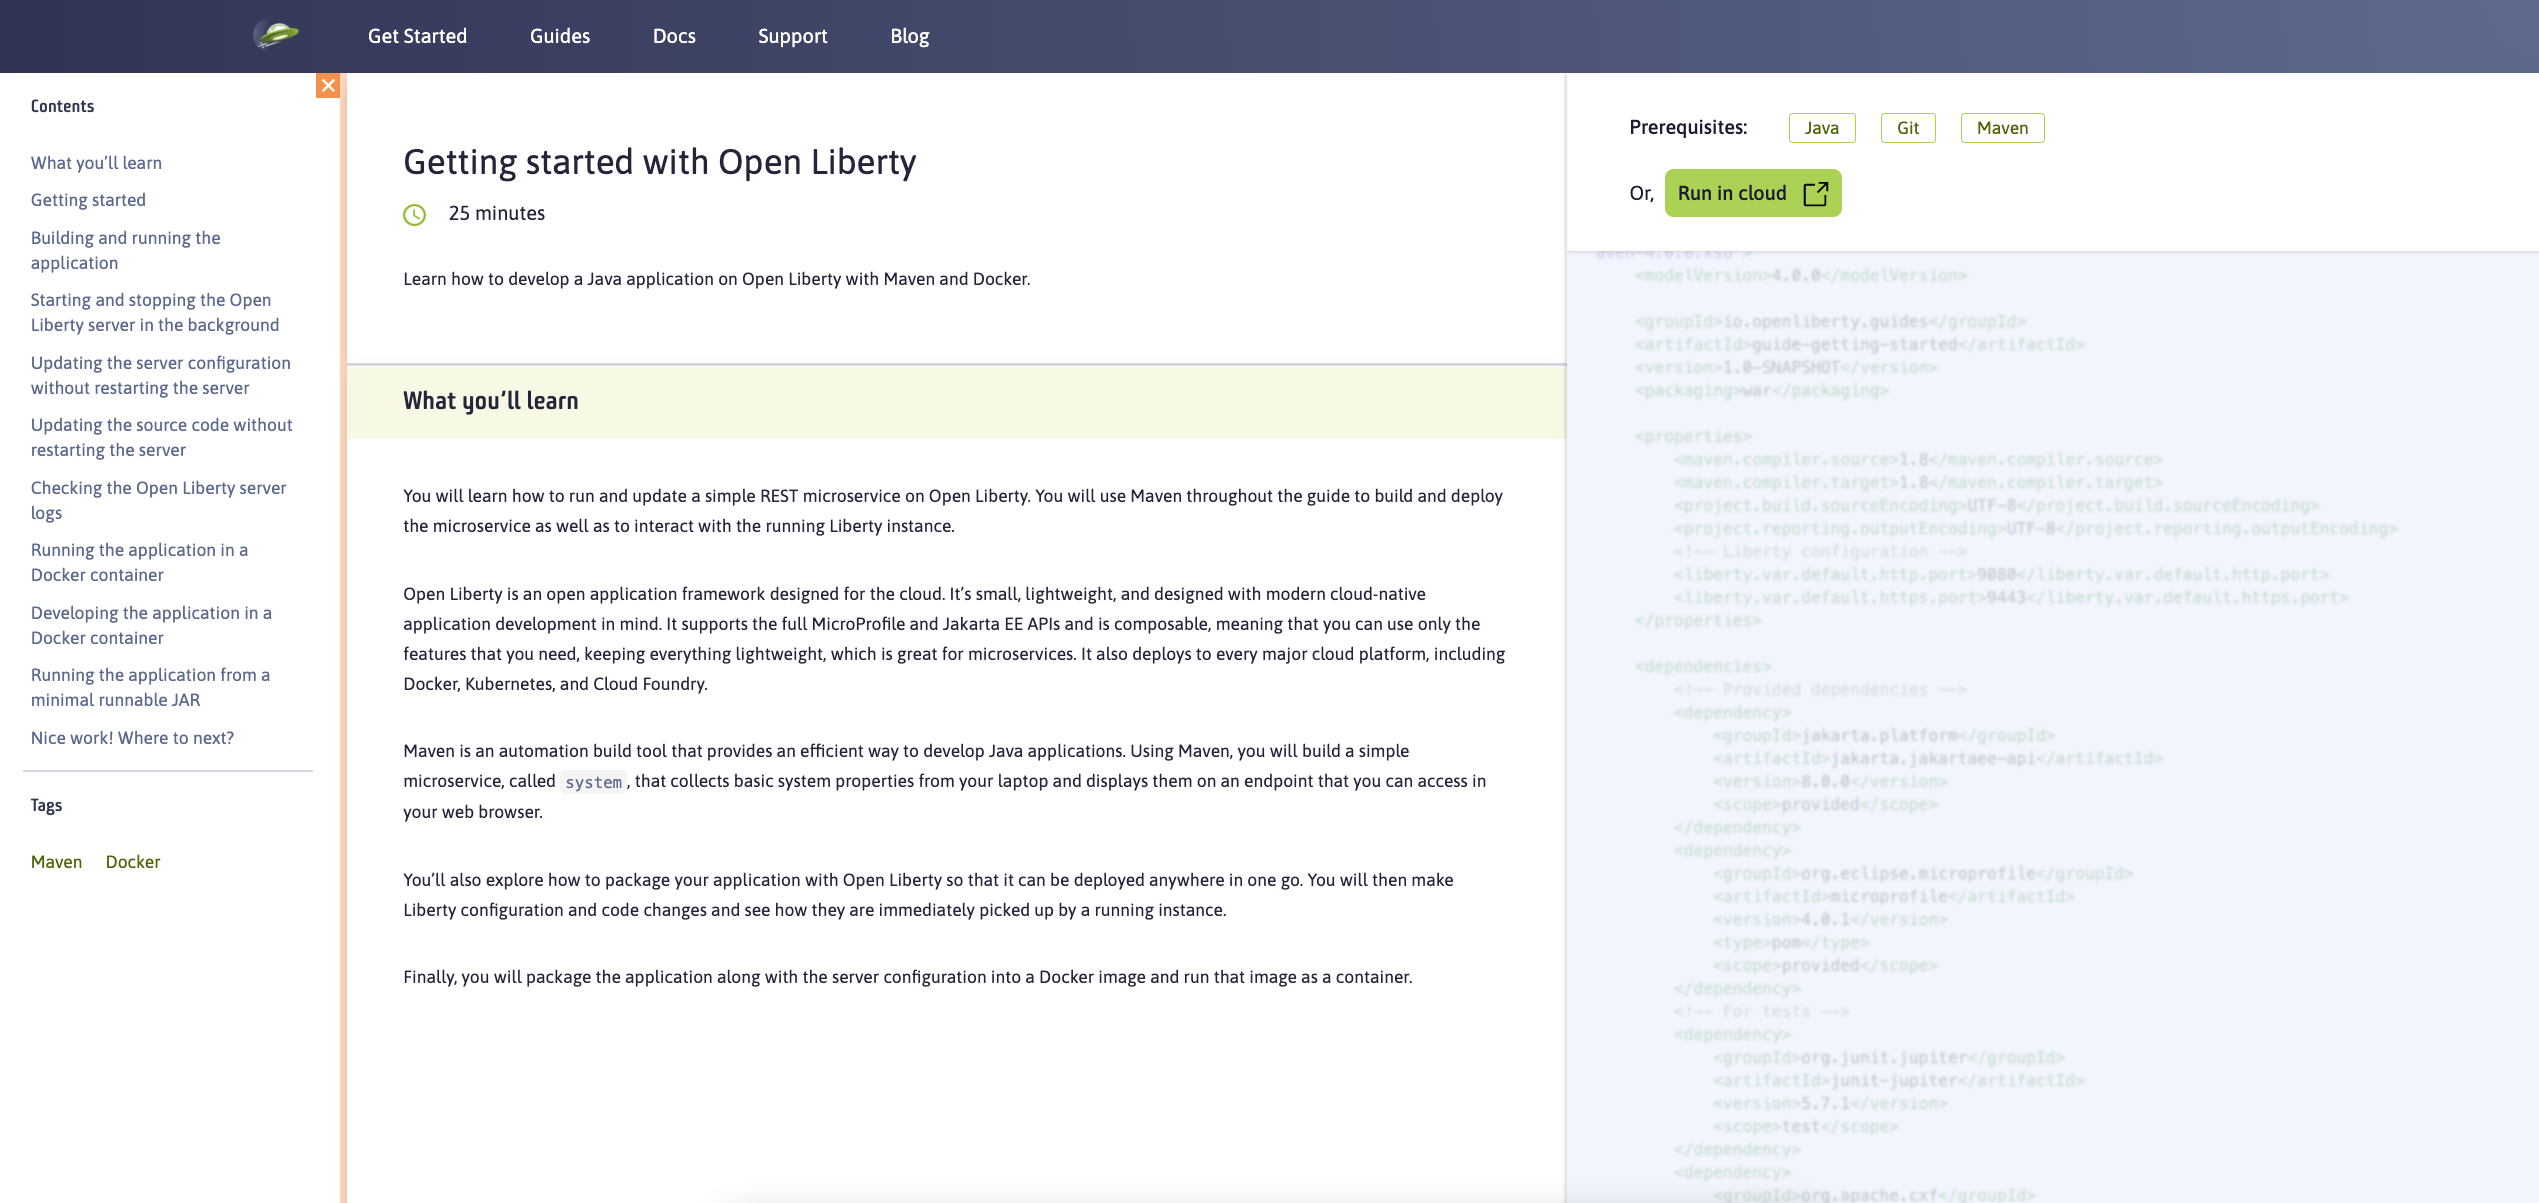 Get Started Guides Docs Support Blog
Contents
What you’ll learn
Getting started
Building and running the
application
Starting and stopping the Open
Liberty server in the background
Updating the server configuration
without restarting the server
Updating the source code without
restarting the server
Checking the Open Liberty server
logs
Running the application in a
Docker container
Developing the application in a
Docker container
Running the application from a
minimal runnable JAR
Nice work! Where to next?
Tags
Maven Docker
Getting started with Open Liberty
25 minutes
Learn how to develop a Java application on Open Liberty with Maven and Docker.
What you’ll learn
You will learn how to run and update a simple REST microservice on Open Liberty. You will use Maven throughout the guide to build and deploy
the microservice as well as to interact with the running Liberty instance.
Open Liberty is an open application framework designed for the cloud. It’s small, lightweight, and designed with modern cloud-native
application development in mind. It supports the full MicroProfile and Jakarta EE APIs and is composable, meaning that you can use only the
features that you need, keeping everything lightweight, which is great for microservices. It also deploys to every major cloud platform, including
Docker, Kubernetes, and Cloud Foundry.
Maven is an automation build tool that provides an efficient way to develop Java applications. Using Maven, you will build a simple
microservice, called system, that collects basic system properties from your laptop and displays them on an endpoint that you can access in
your web browser.
You’ll also explore how to package your application with Open Liberty so that it can be deployed anywhere in one go. You will then make
Liberty configuration and code changes and see how they are immediately picked up by a running instance.
Finally, you will package the application along with the server configuration into a Docker image and run that image as a container.
Prerequisites: Java Git Maven
Or, Run in cloud
<modelVersion>4.0.0</modelVersion>
<groupId>io.openliberty.guides</groupId>
<artifactId>guide-getting-started</artifactId>
<version>1.0-SNAPSHOT</version>
<packaging>war</packaging>
<properties>
<maven.compiler.source>1.8</maven.compiler.source>
<maven.compiler.target>1.8</maven.compiler.target>
<project.build.sourceEncoding>UTF-8</project.build.sourceEncoding>
<project.reporting.outputEncoding>UTF-8</project.reporting.outputEncoding>
<!-- Liberty configuration -->
<liberty.var.default.http.port>9080</liberty.var.default.http.port>
<liberty.var.default.https.port>9443</liberty.var.default.https.port>
</properties>
<dependencies>
<!-- Provided dependencies -->
<dependency>
<groupId>jakarta.platform</groupId>
<artifactId>jakarta.jakartaee-api</artifactId>
<version>8.0.0</version>
<scope>provided</scope>
</dependency>
<dependency>
<groupId>org.eclipse.microprofile</groupId>
<artifactId>microprofile</artifactId>
<version>4.0.1</version>
<type>pom</type>
<scope>provided</scope>
</dependency>
<!-- For tests -->
<dependency>
<groupId>org.junit.jupiter</groupId>
<artifactId>junit-jupiter</artifactId>
<version>5.7.1</version>
<scope>test</scope>
</dependency>
<dependency>
<groupId>org.apache.cxf</groupId>